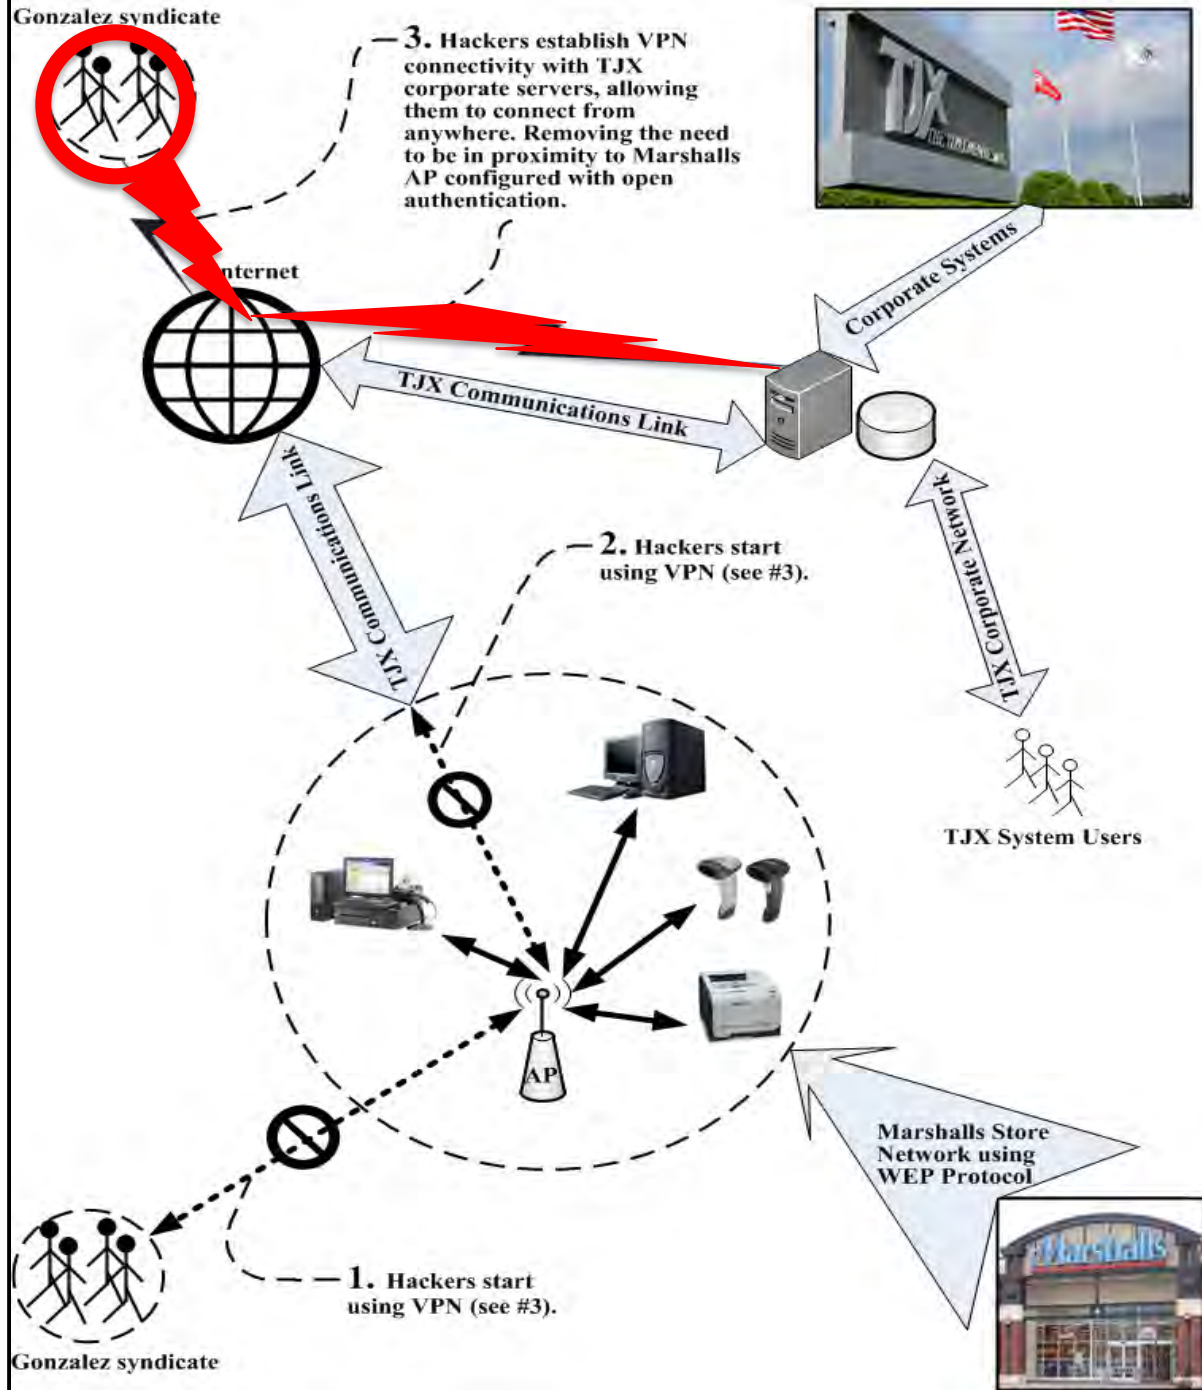 Gonzalez syndicate
3. Hackers establish VPN
connectivity with TJX
corporate servers, allowing
them to connect from
anywhere. Removing the need
to be in proximity to Marshalls
AP configured with open
authentication.
TJX
Corporate Systems
nternet
TJX Communications Link
TJX Communications Link
2. Hackers start
using VPN (see #3).
TJX Corporate Network
TJX System Users
AP
Marshalls Store
Network using
WEP Protocol
Marshalls
1. Hackers start
using VPN (see #3).
Gonzalez syndicate